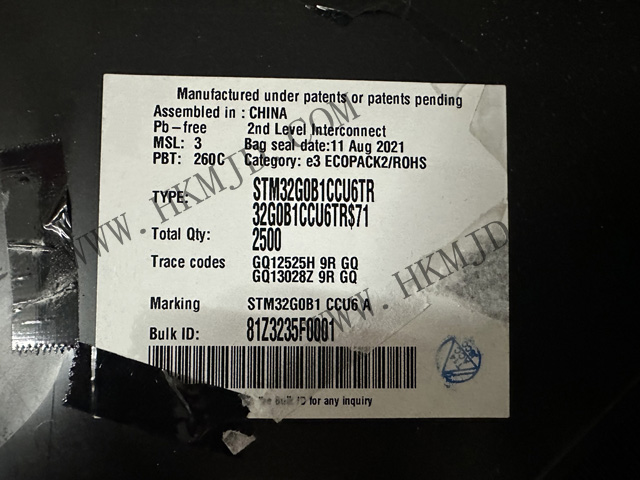 Manufactured under patents or patents pending
Assembled in : CHINA
Pb-free 2nd Level Interconnect
MSL: 3 Bag seal date:11 Aug 2021
PBT: 260C Category: e3 ECOPACK2/ROHS
TYPE: STM32G0B1CCU6TR
32G0B1CCU6TR$71
Total Qty: 2500
Trace codes GQ12525H 9R GQ
GQ13028Z 9R GQ
Marking STM32G0B1 CCU6 A
Bulk ID: 81Z3235F0001
Bulk ID for any inquiry
WWW.HKMJD.COM
WWW.HKMJD